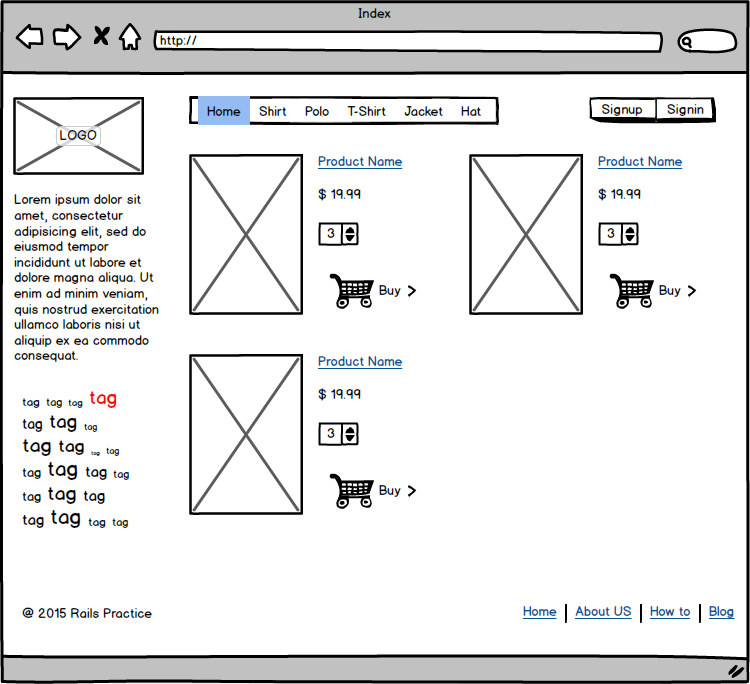 Index
http://
LOGO
Home Shirt Polo T-Shirt Jacket Hat
Signup Signin
Lorem ipsum dolor sit
amet, consectetur
adipisicing elit, sed do
eiusmod tempor
incididunt ut labore et
dolore magna aliqua. Ut
enim ad minim veniam,
quis nostrud exercitation
ullamco laboris nisi ut
aliquip ex ea commodo
consequat.
tag tag tag tag
tag tag tag
tag tag tag tag
tag tag tag tag
tag tag tag
tag tag tag tag
Product Name
$ 19.99
3
Buy >
Product Name
$ 19.99
3
Buy >
Product Name
$ 19.99
3
Buy >
@ 2015 Rails Practice
Home | About US | How to | Blog